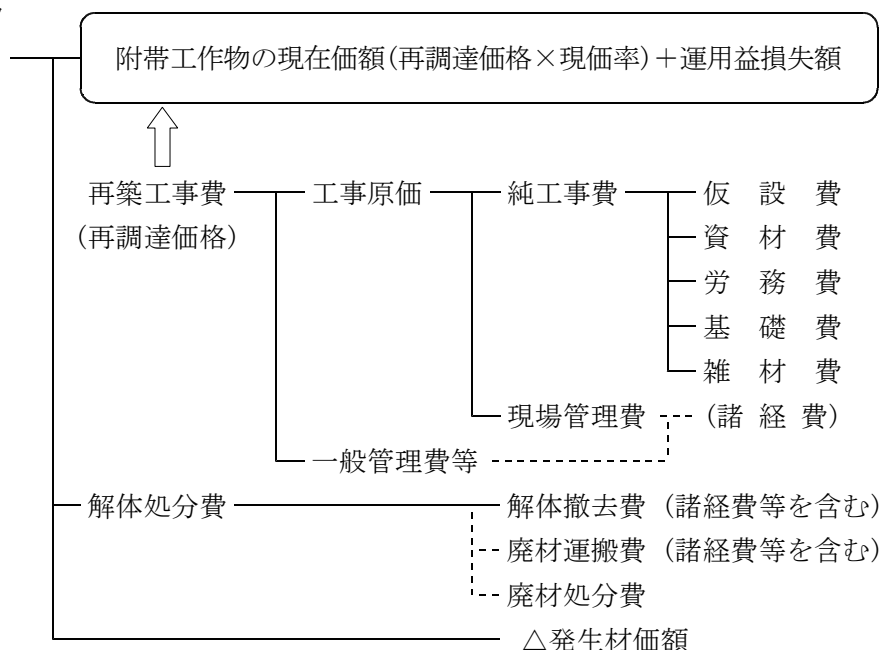 附帯工作物の現在価額(再調達価格×現価率)+運用益損失額
再築工事費 工事原価 純工事費 仮設費
(再調達価格) 資材費
労務費
基礎費
雑材費
現場管理費 (諸経費)
一般管理費等
解体処分費 解体撤去費(諸経費等を含む)
廃材運搬費(諸経費等を含む)
廃材処分費
△発生材価額